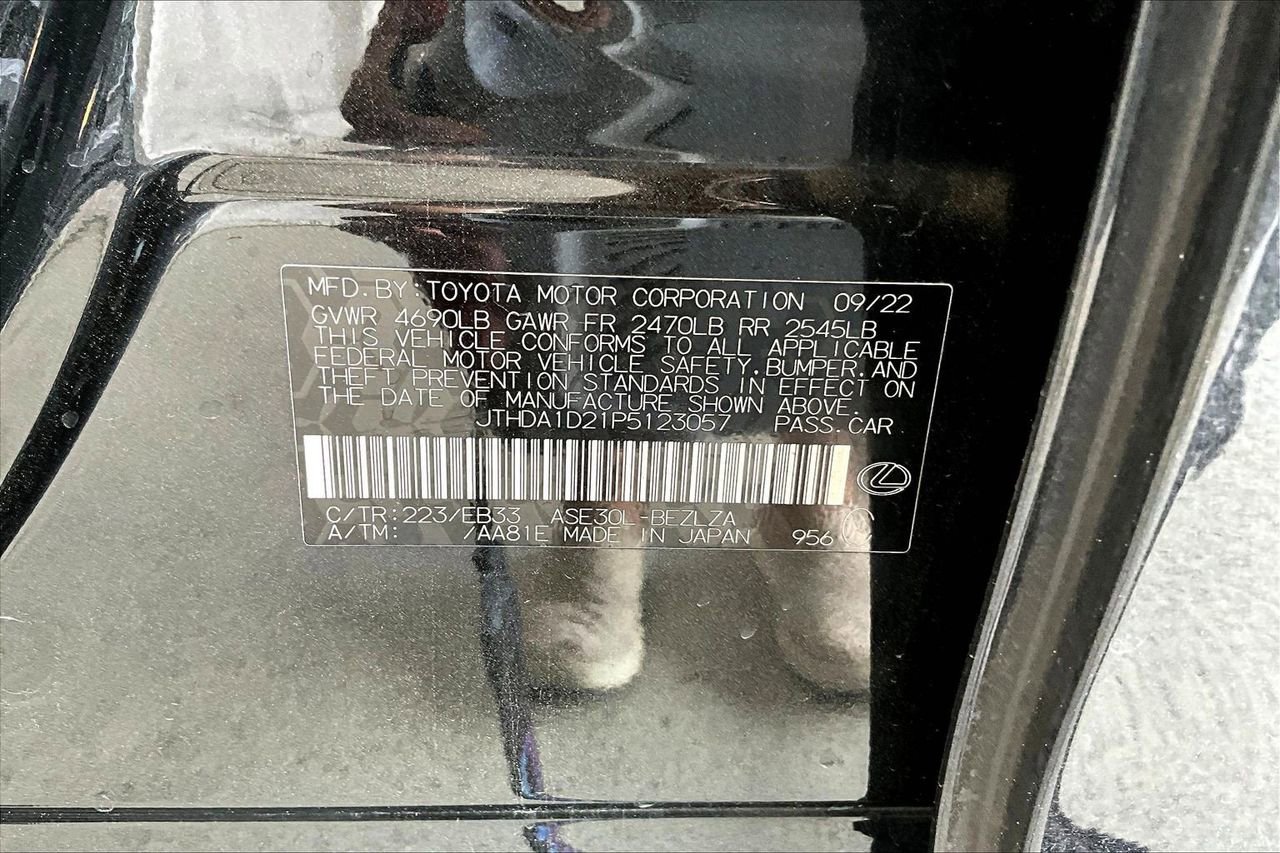 MFD.BY:TOYOTA MOTOR CORPORATION 09/22
GVWR 4690LB GAWR FR 2470LB RR 2545LB
THIS VEHICLE CONFORMS TO ALL APPLICABLE
FEDERAL MOTOR VEHICLE SAFETY,BUMPER,AND
THEFT PREVENTION STANDARDS IN EFFECT ON
THE DATE OF MANUFACTURE SHOWN ABOVE.
JTHDA1D21P5123057 PASS.CAR
C/TR:223/EB33 ASE30L-BEZLZA
A/TM: /AA81E MADE IN JAPAN 956